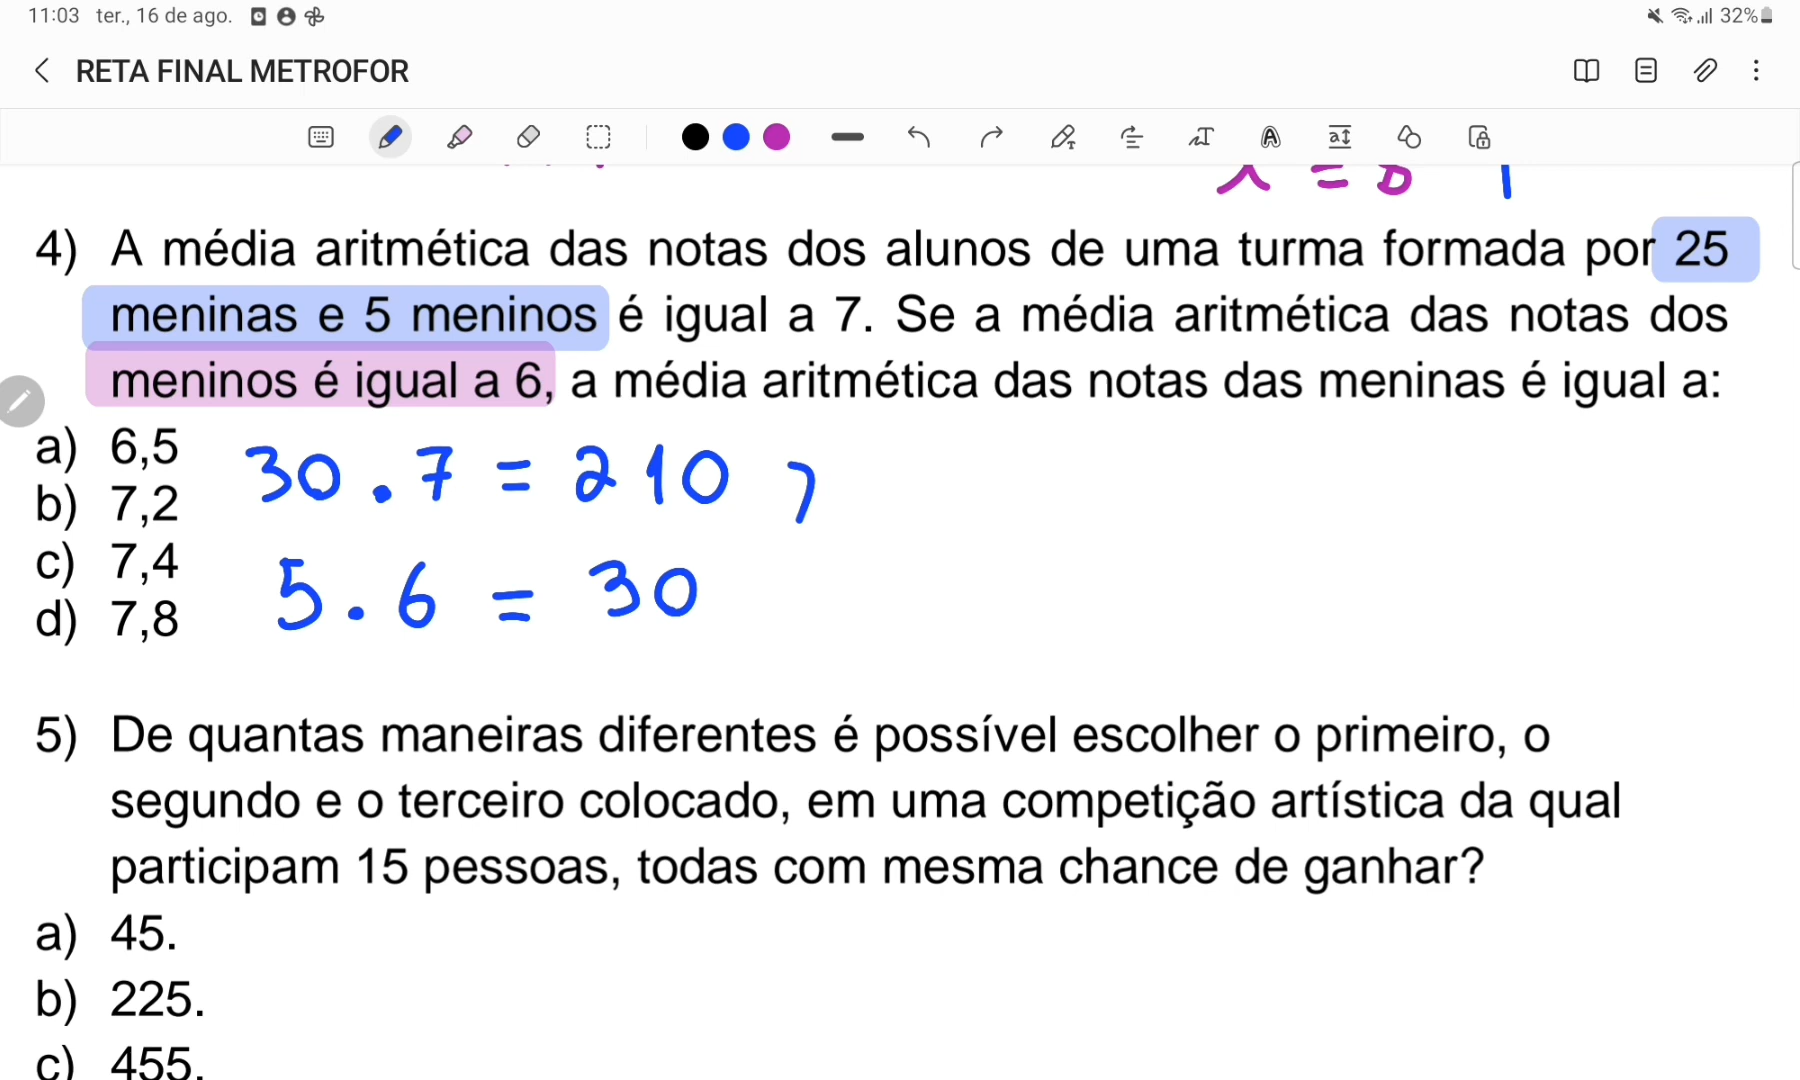 11:03 ter., 16 de ago. 32%
RETA FINAL METROFOR
4) A média aritmética das notas dos alunos de uma turma formada por 25
meninas e 5 meninos é igual a 7. Se a média aritmética das notas dos
meninos é igual a 6, a média aritmética das notas das meninas é igual a:
a) 6,5
30 . 7 = 210
b) 7,2
c) 7,4
5 . 6 = 30
d) 7,8
5) De quantas maneiras diferentes é possível escolher o primeiro, o
segundo e o terceiro colocado, em uma competição artística da qual
participam 15 pessoas, todas com mesma chance de ganhar?
a) 45.
b) 225.
c) 455.